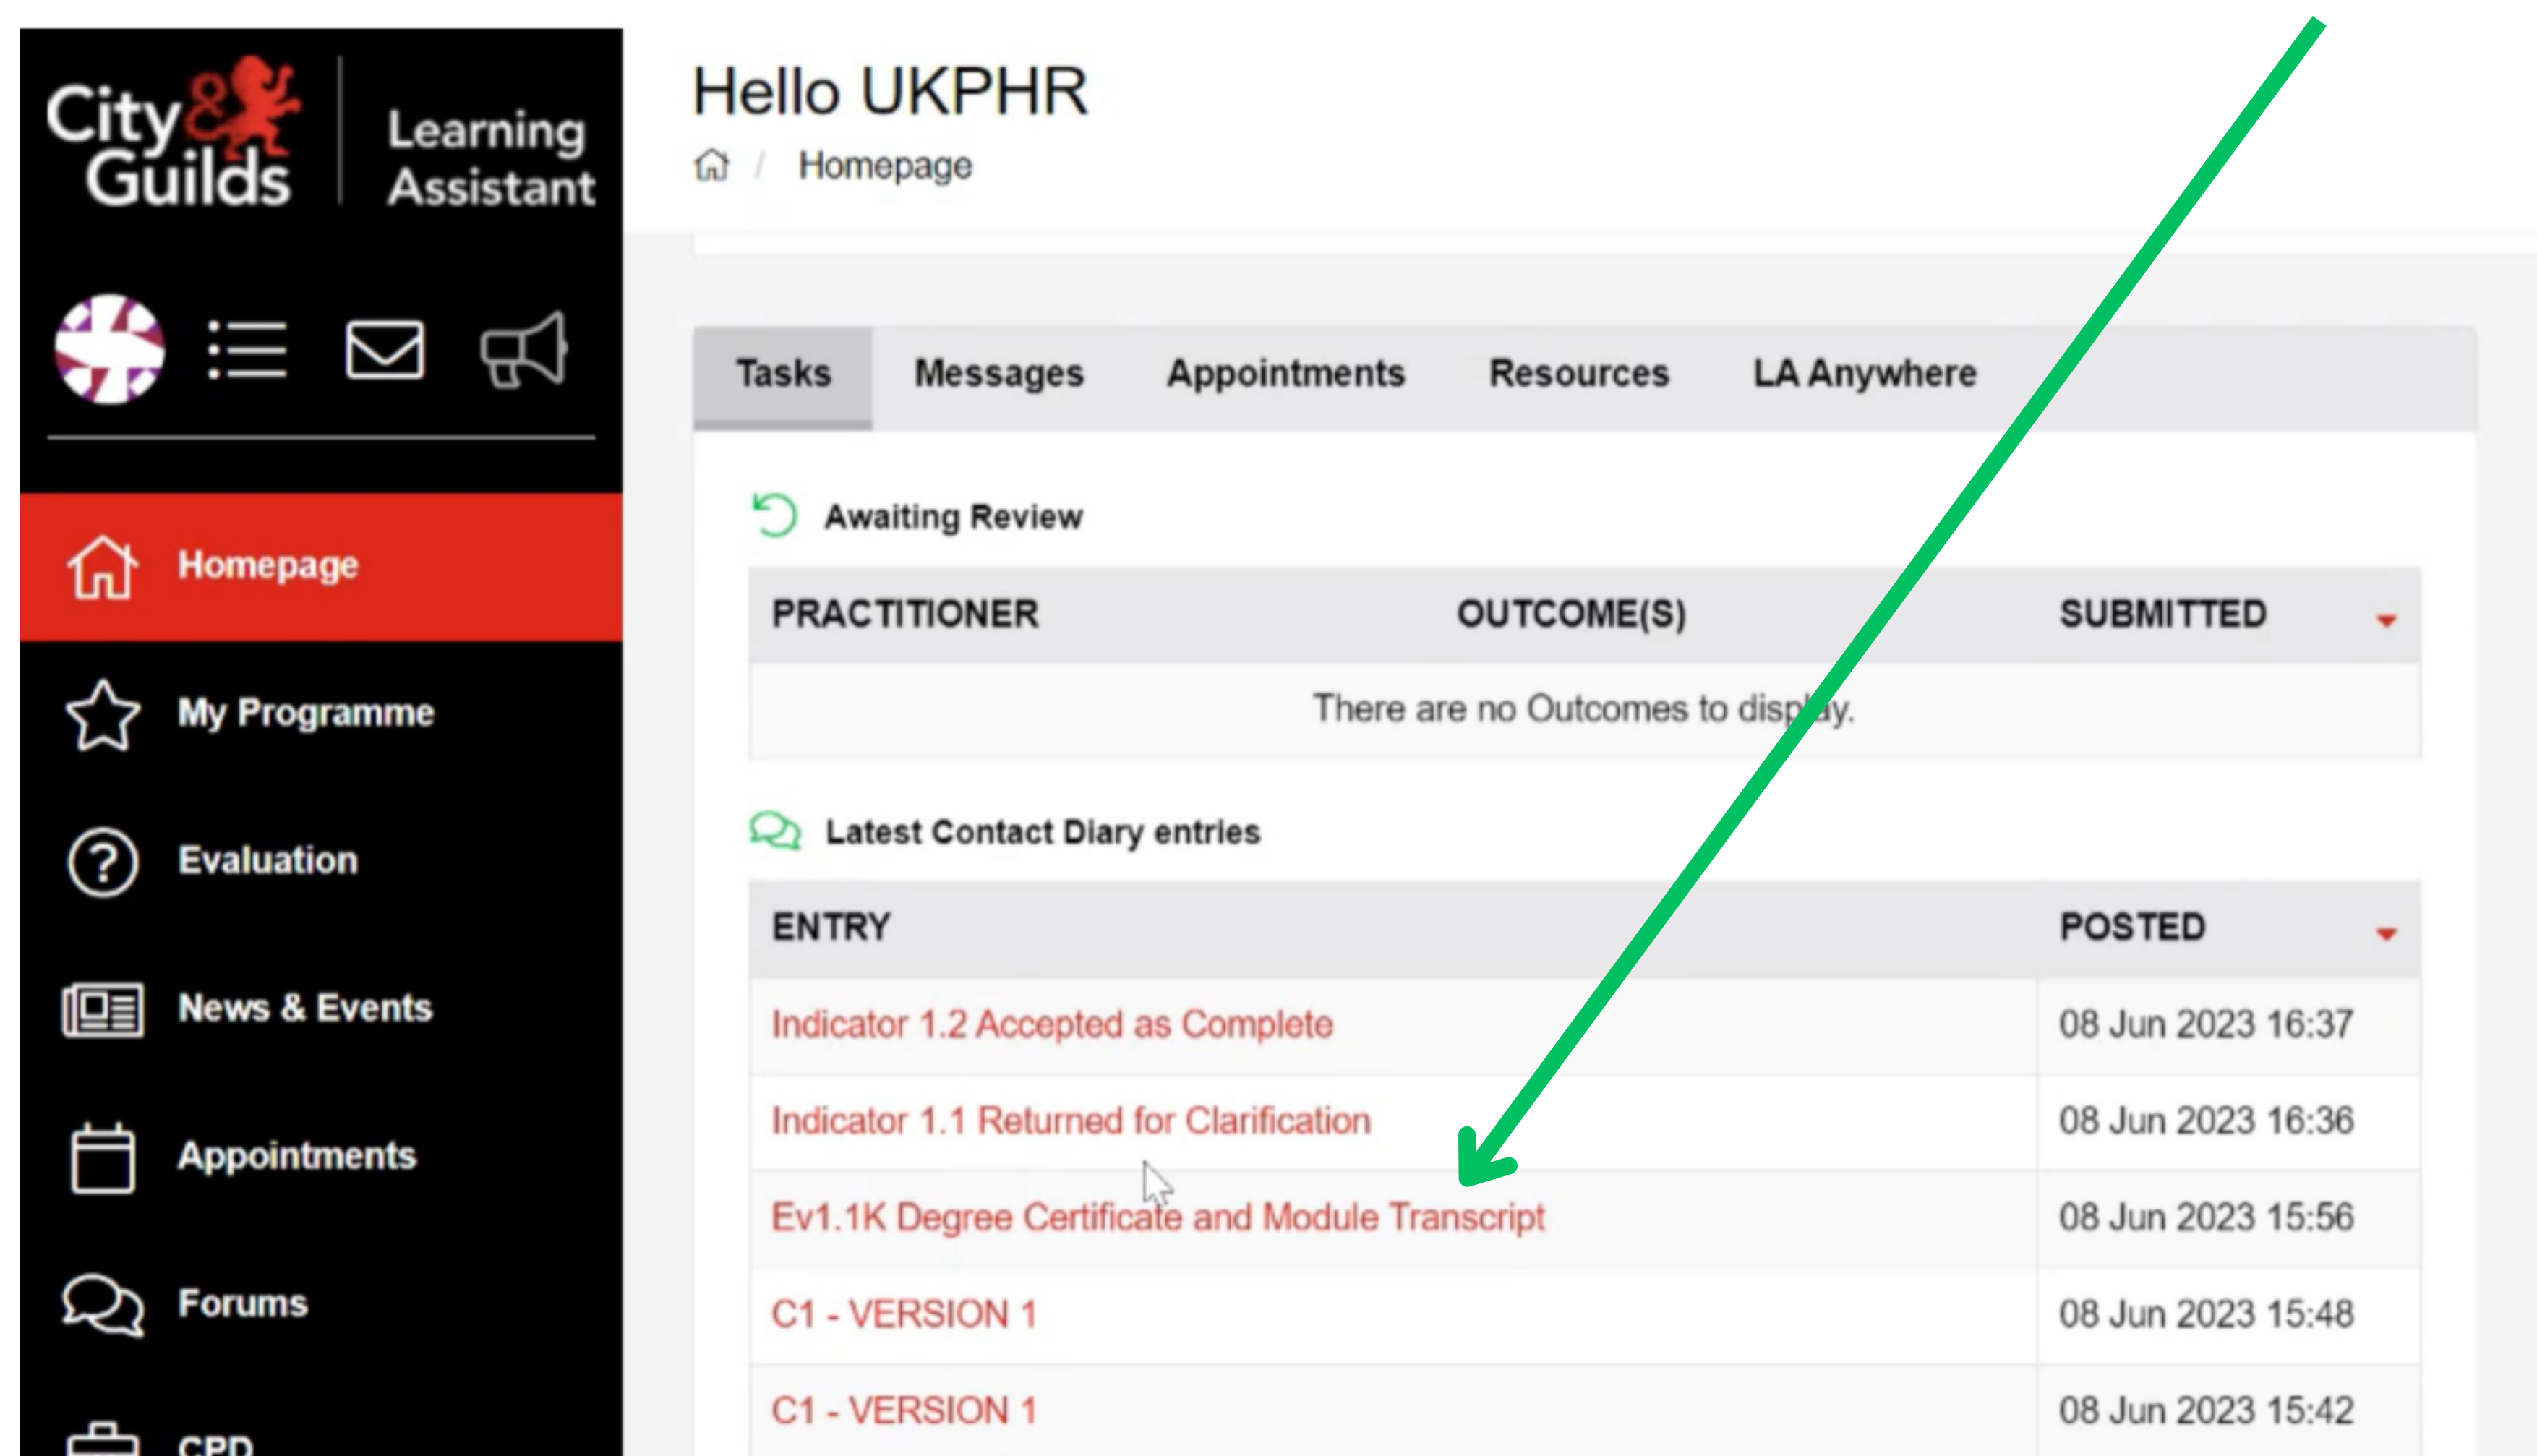 City&
Guilds
Learning
Assistant
Hello UKPHR
/ Homepage
Homepage
My Programme
Evaluation
News & Events
Appointments
Forums
CPD
Tasks Messages Appointments Resources LA Anywhere
Awaiting Review
PRACTITIONER OUTCOME(S) SUBMITTED
There are no Outcomes to display.
Latest Contact Diary entries
ENTRY POSTED
Indicator 1.2 Accepted as Complete 08 Jun 2023 16:37
Indicator 1.1 Returned for Clarification 08 Jun 2023 16:36
Ev1.1K Degree Certificate and Module Transcript 08 Jun 2023 15:56
C1 - VERSION 1 08 Jun 2023 15:48
C1 - VERSION 1 08 Jun 2023 15:42